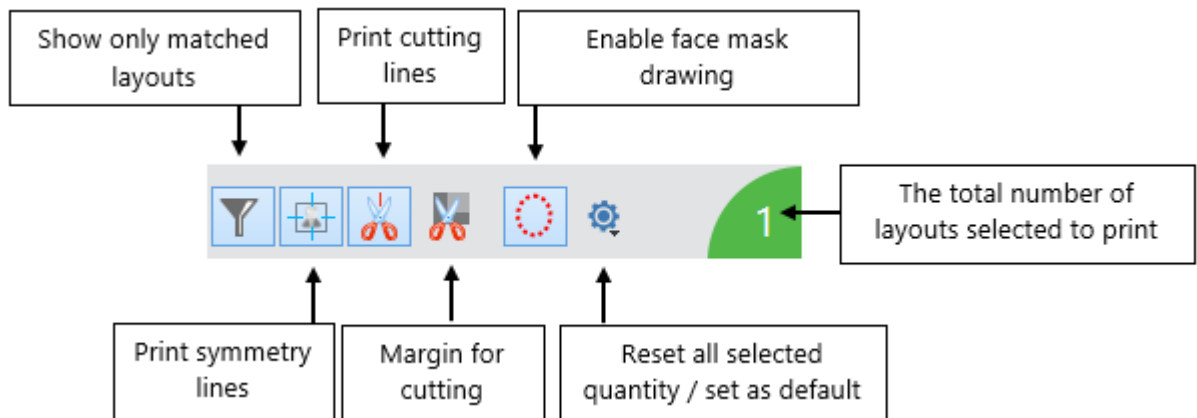 Show only matched
layouts
Print cutting
lines
Enable face mask
drawing
1
The total number of
layouts selected to print
Print symmetry
lines
Margin for
cutting
Reset all selected
quantity / set as default